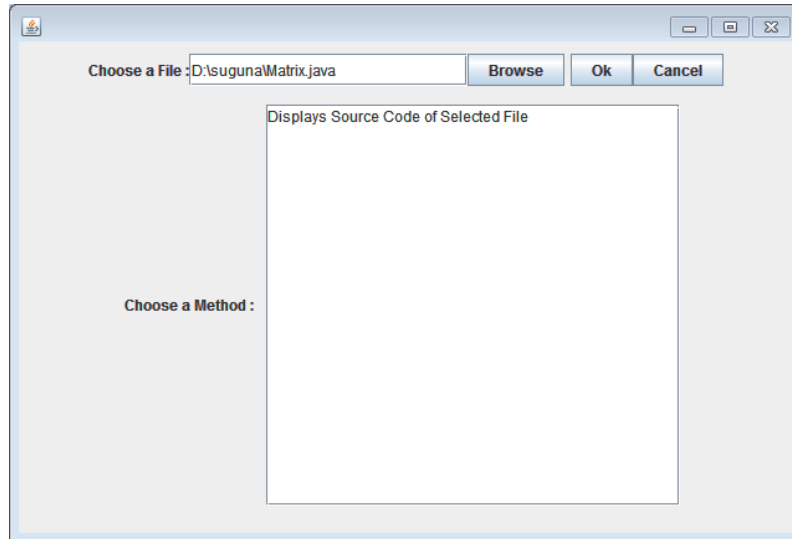 Choose a File : D:\suguna\Matrix.java Browse Ok Cancel
Displays Source Code of Selected File
Choose a Method :